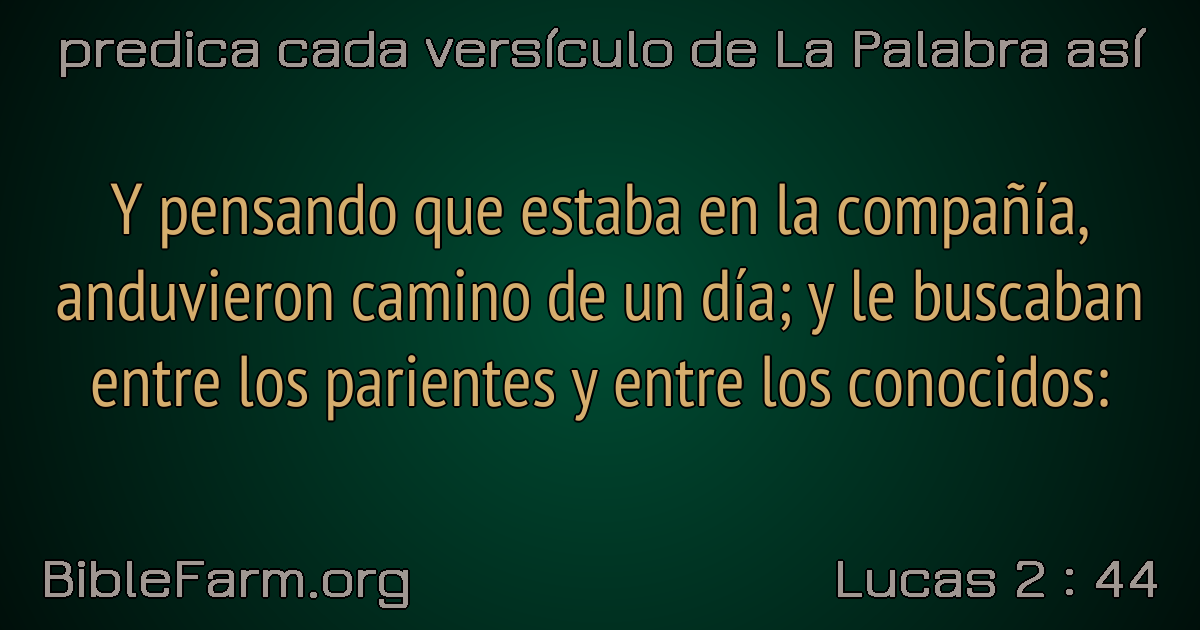 predica cada versículo de La Palabra así
Y pensando que estaba en la compañía,
anduvieron camino de un día; y le buscaban
entre los parientes y entre los conocidos:
BibleFarm.org
Lucas 2 : 44